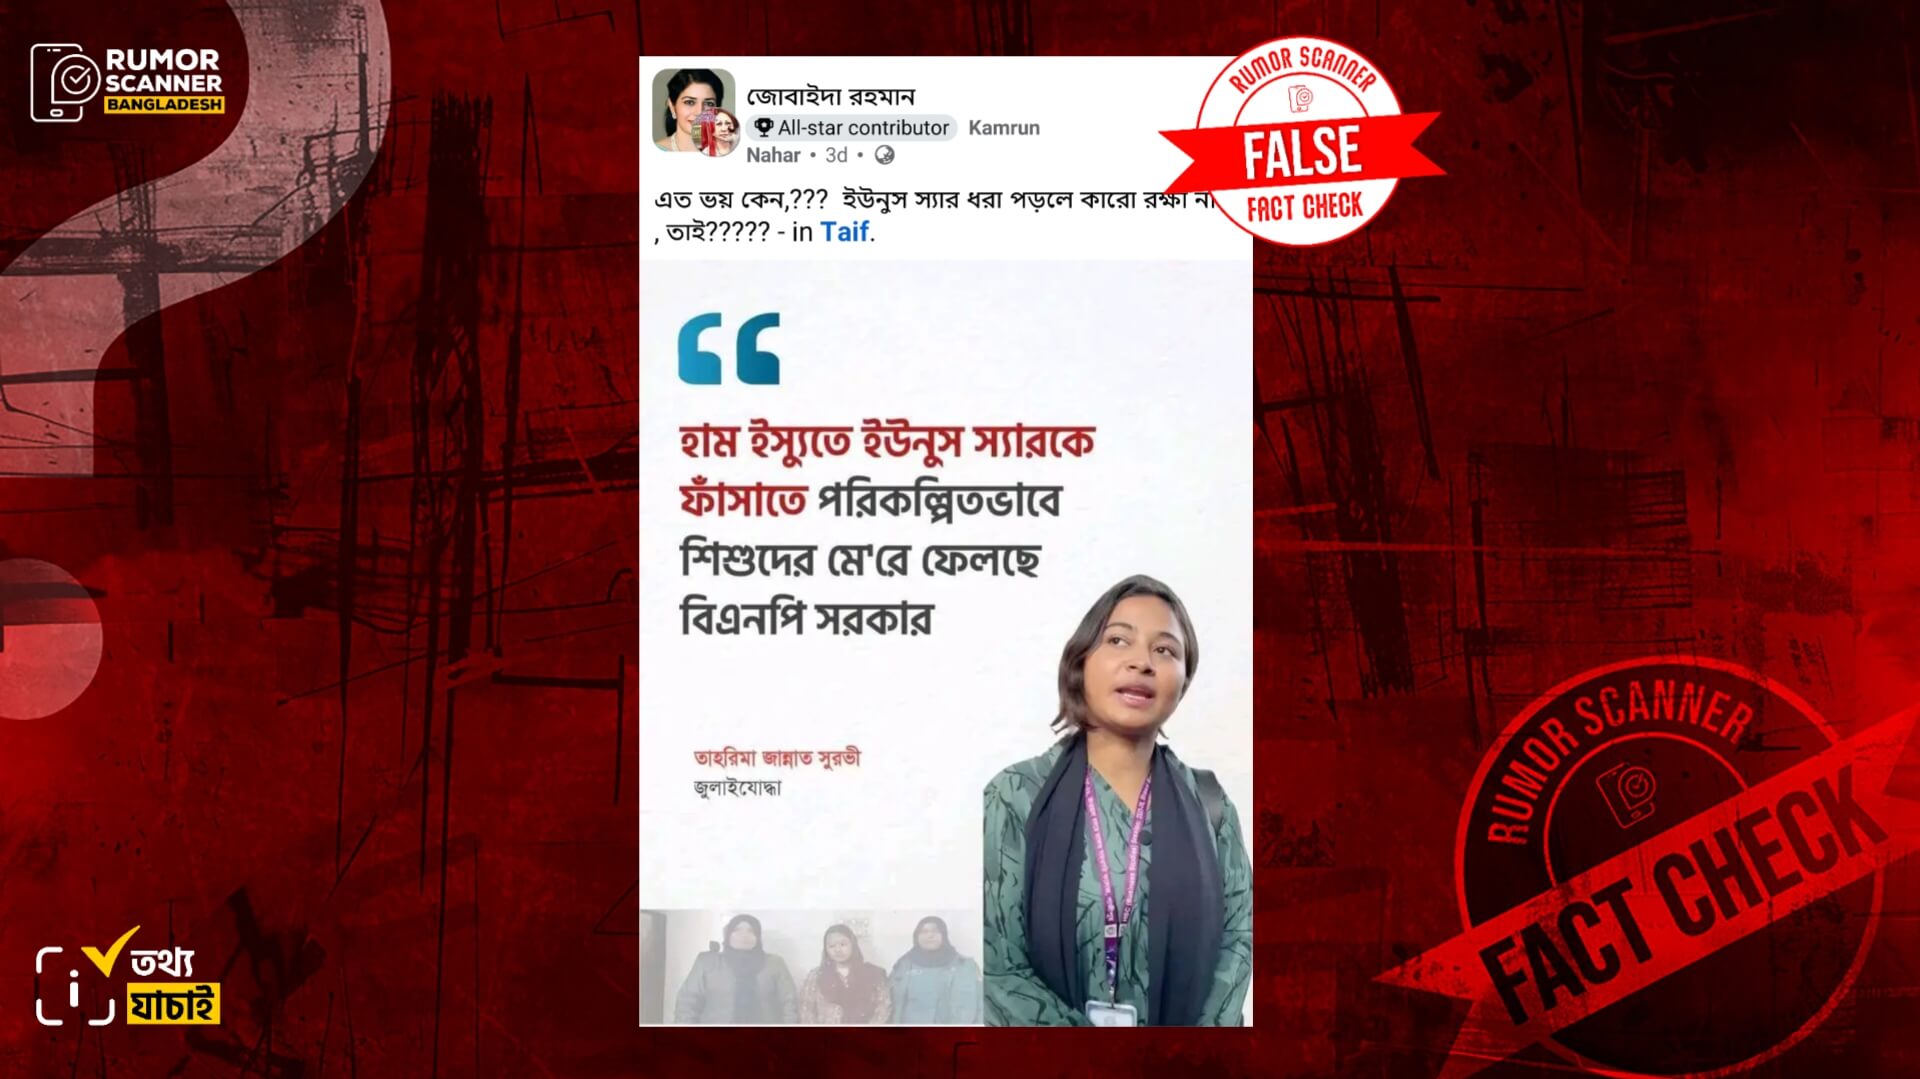 RUMOR
SCANNER
BANGLADESH
জোবাইদা রহমান
All-star contributor Kamrun
Nahar • 3d •
এত ভয় কেন,??? ইউনুস স্যার ধরা পড়লে কারো রক্ষা
, তাই????? - in Taif.
RUMOR SCANNER
FALSE
FACT CHECK
“
হাম ইস্যুতে ইউনুস স্যারকে
ফাঁসাতে পরিকল্পিতভাবে
শিশুদের মে'রে ফেলছে
বিএনপি সরকার
তাহরিমা জান্নাত সুরভী
জুলাইযোদ্ধা
RUMOR SCANNER
FACT CHECK
i তথ্য
যাচাই